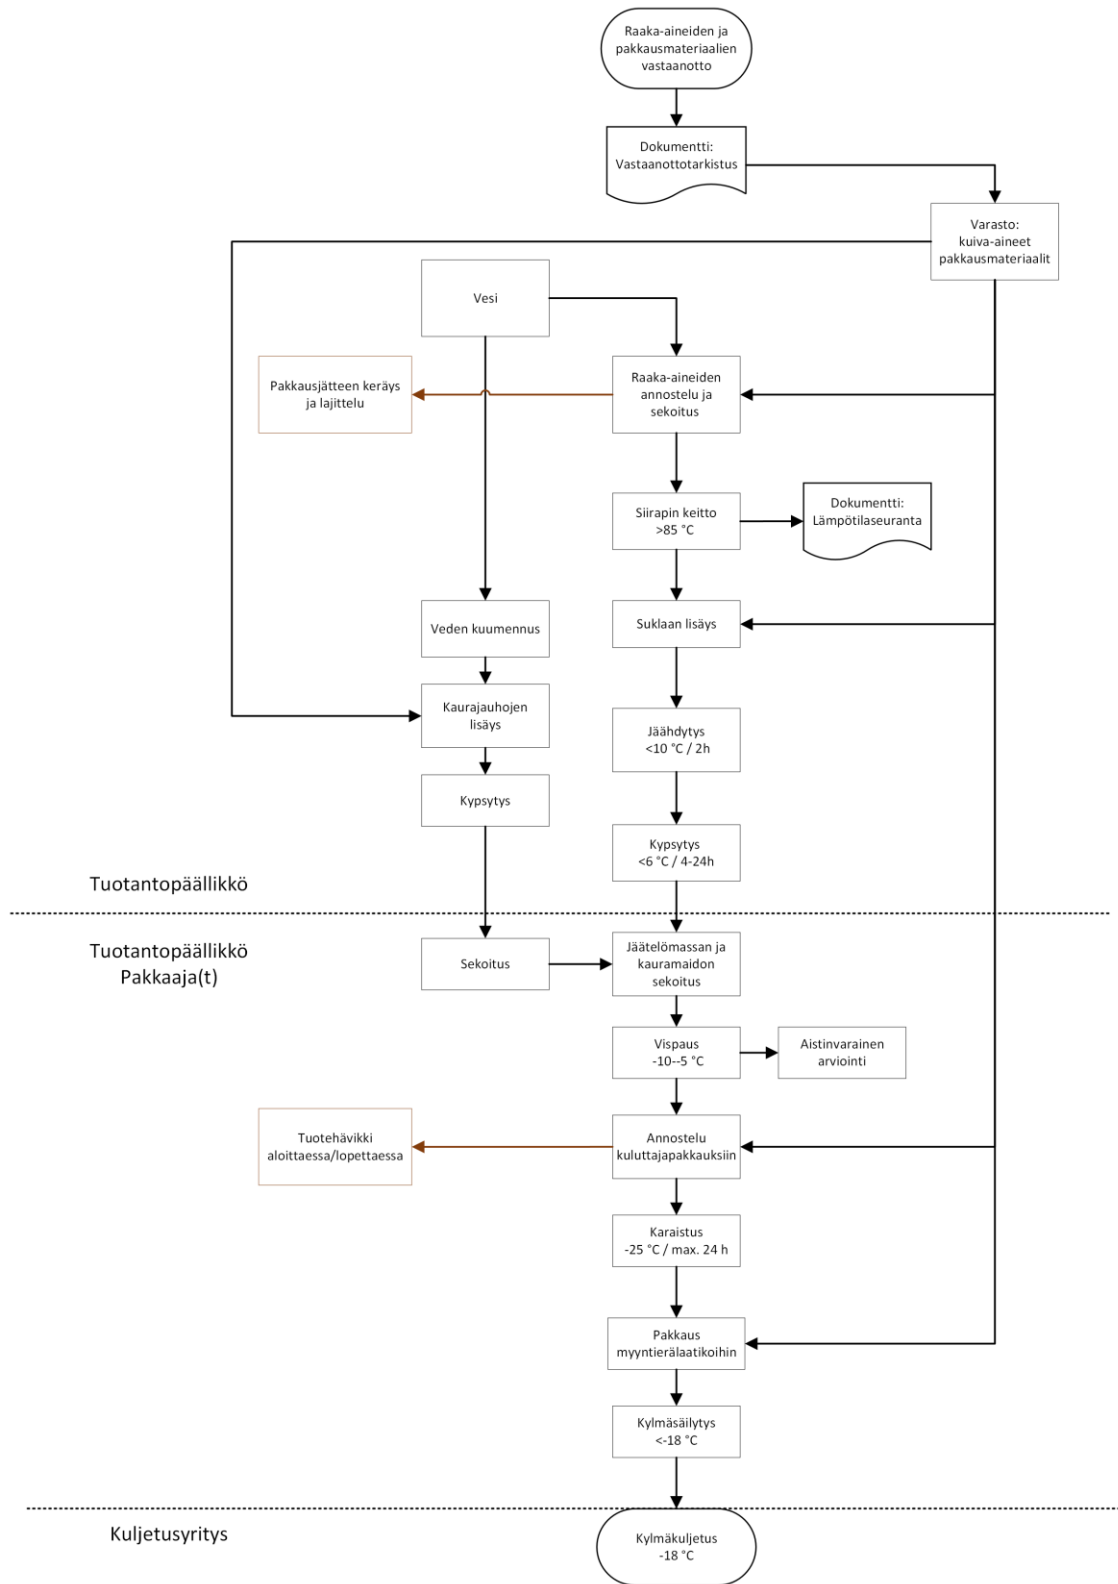 Raaka-aineiden ja
pakkausmateriaalien
vastaanotto
Dokumentti:
Vastaanottotarkistus
Varasto:
kuiva-aineet
pakkausmateriaalit
Vesi
Pakkausjätteen keräys
ja lajittelu
Raaka-aineiden
annostelu ja
sekoitus
Siirapin keitto
>85 °C
Dokumentti:
Lämpötilaseuranta
Veden kuumennus
Suklaan lisäys
Kaurajauhojen
lisäys
Jäähdytys
<10 °C / 2h
Kypsytys
Kypsytys
<6 °C / 4-24h
Tuotantopäällikkö
Tuotantopäällikkö
Pakkaaja(t)
Sekoitus
Jäätelömassan ja
kauramaidon
sekoitus
Vispaus
-10--5 °C
Aistinvarainen
arviointi
Tuotehävikki
aloittaessa/lopettaessa
Annostelu
kuluttajapakkauksiin
Karaistus
-25 °C / max. 24 h
Pakkaus
myyntierälaatikoihin
Kylmäsäilytys
<-18 °C
Kuljetusyritys
Kylmäkuljetus
-18 °C